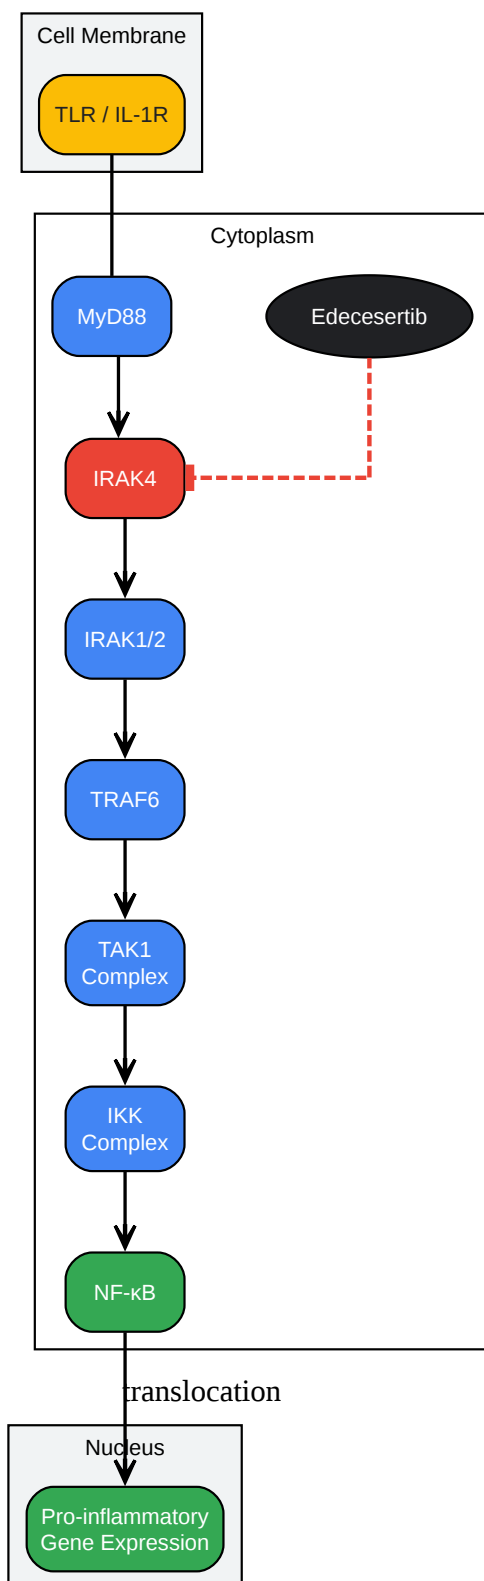 Cell Membrane
TLR / IL-1R
Cytoplasm
MyD88
Edecesertib
IRAK4
IRAK1/2
TRAF6
TAK1
Complex
IKK
Complex
NF-κB
translocation
Nucleus
Pro-inflammatory
Gene Expression